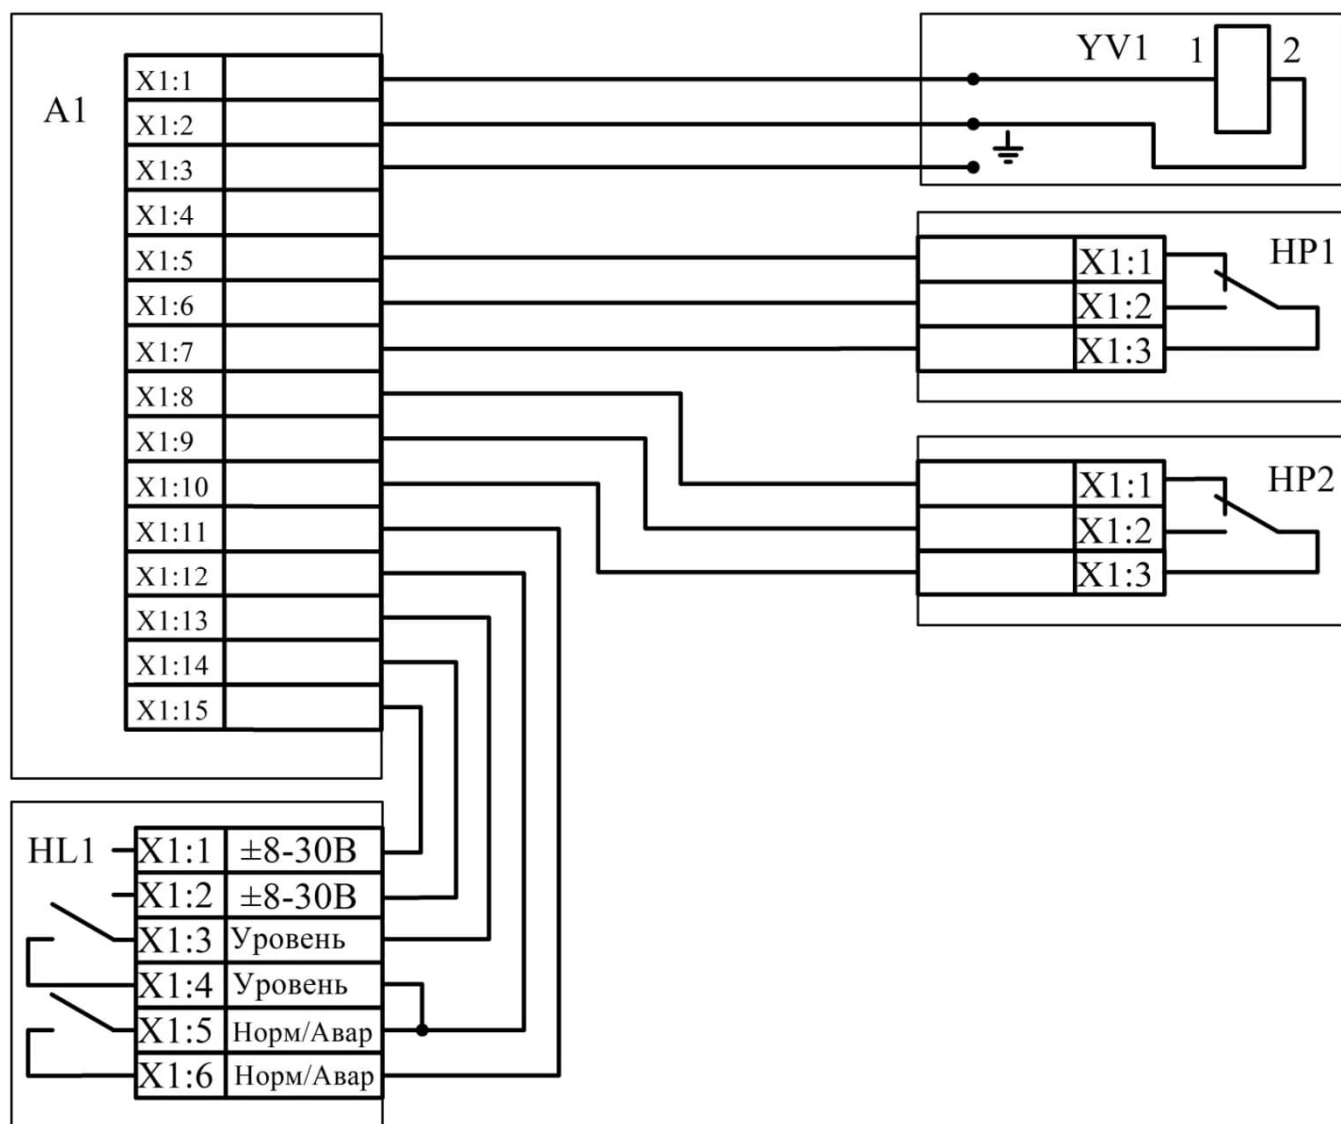 A1
X1:1
X1:2
X1:3
X1:4
X1:5
X1:6
X1:7
X1:8
X1:9
X1:10
X1:11
X1:12
X1:13
X1:14
X1:15
YV1 1 2
HP1
X1:1
X1:2
X1:3
HP2
X1:1
X1:2
X1:3
HL1
X1:1 ±8-30В
X1:2 ±8-30В
X1:3 Уровень
X1:4 Уровень
X1:5 Норм/Авар
X1:6 Норм/Авар